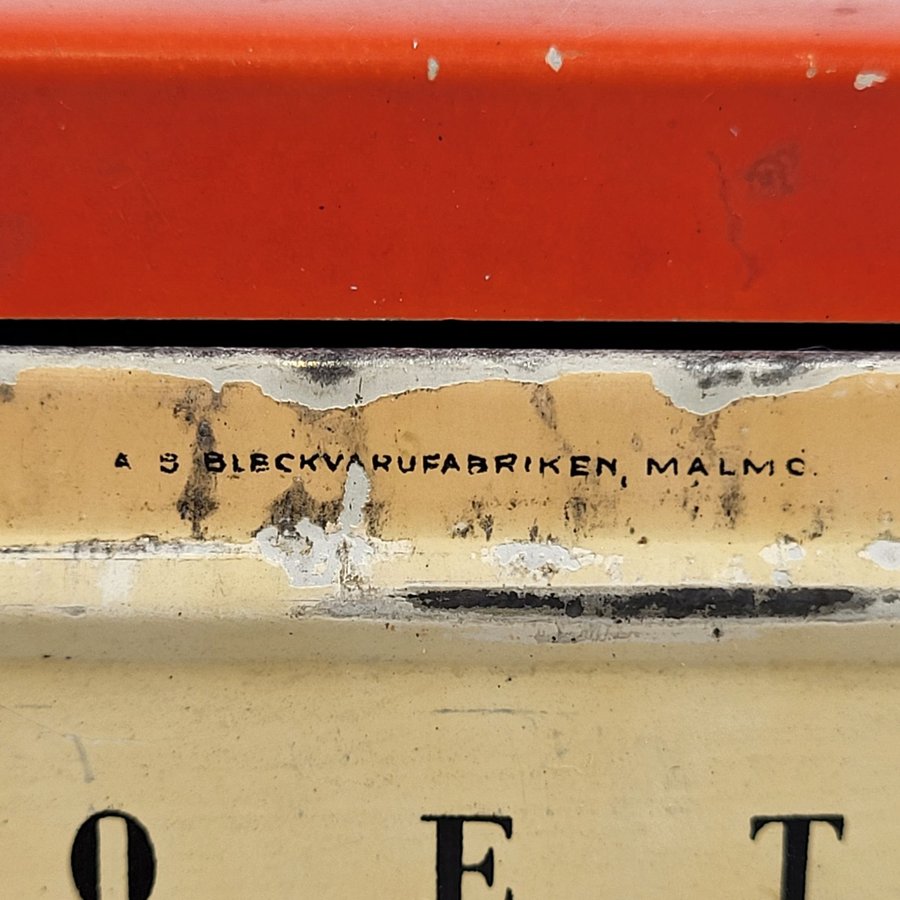 A B BLECKVARUFABRIKEN, MALMÖ.
O E T